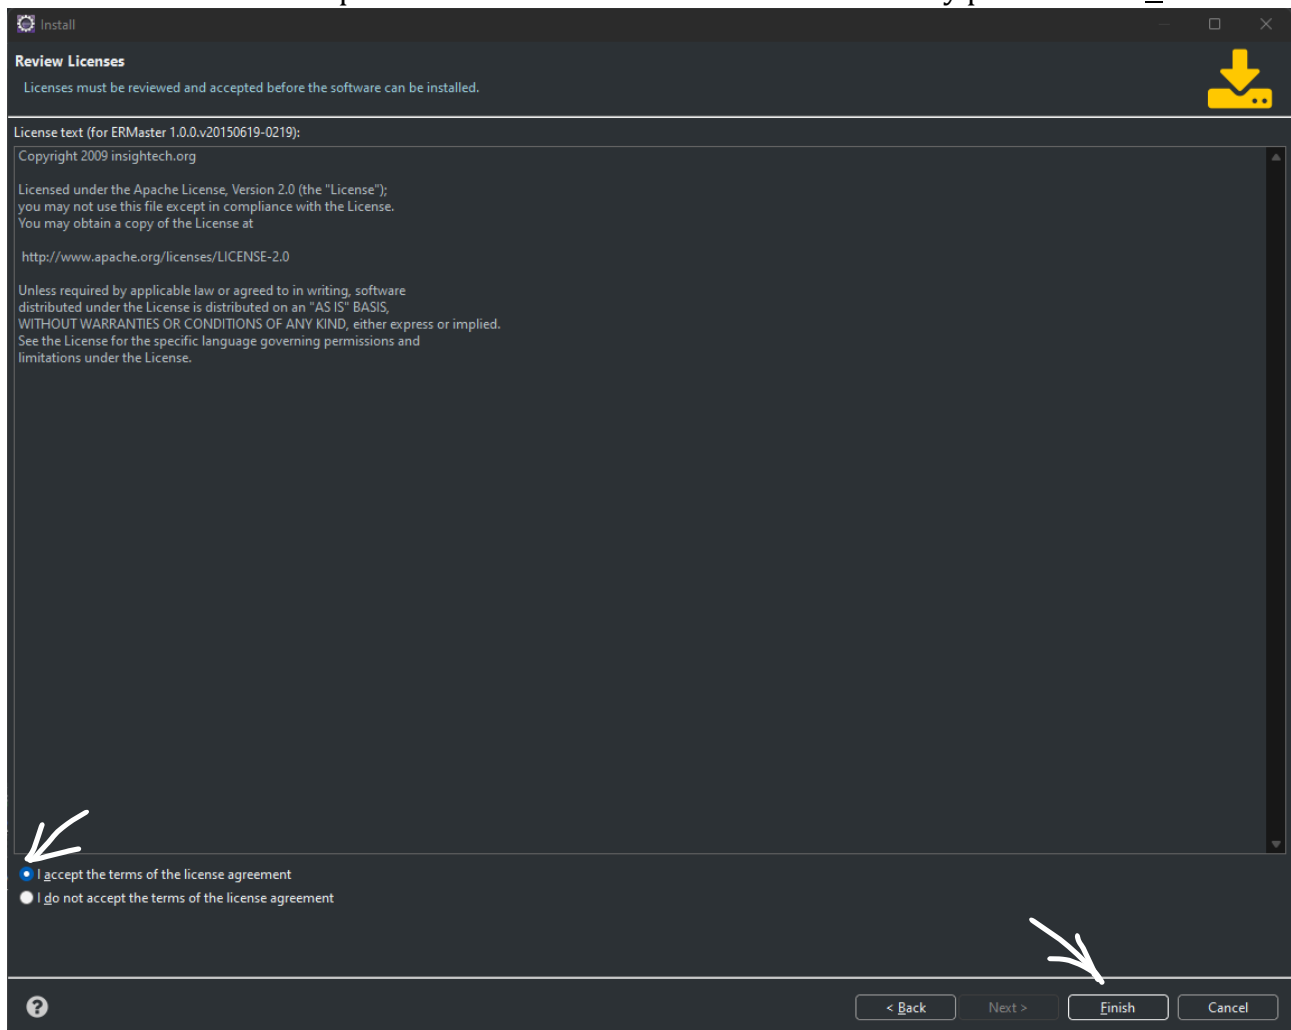 Install
Review Licenses
Licenses must be reviewed and accepted before the software can be installed.
License text (for ERMaster 1.0.0.v20150619-0219):
Copyright 2009 insightech.org
Licensed under the Apache License, Version 2.0 (the "License");
you may not use this file except in compliance with the License.
You may obtain a copy of the License at
http://www.apache.org/licenses/LICENSE-2.0
Unless required by applicable law or agreed to in writing, software
distributed under the License is distributed on an "AS IS" BASIS,
WITHOUT WARRANTIES OR CONDITIONS OF ANY KIND, either express or implied.
See the License for the specific language governing permissions and
limitations under the License.
I accept the terms of the license agreement
I do not accept the terms of the license agreement
< Back Next > Finish Cancel